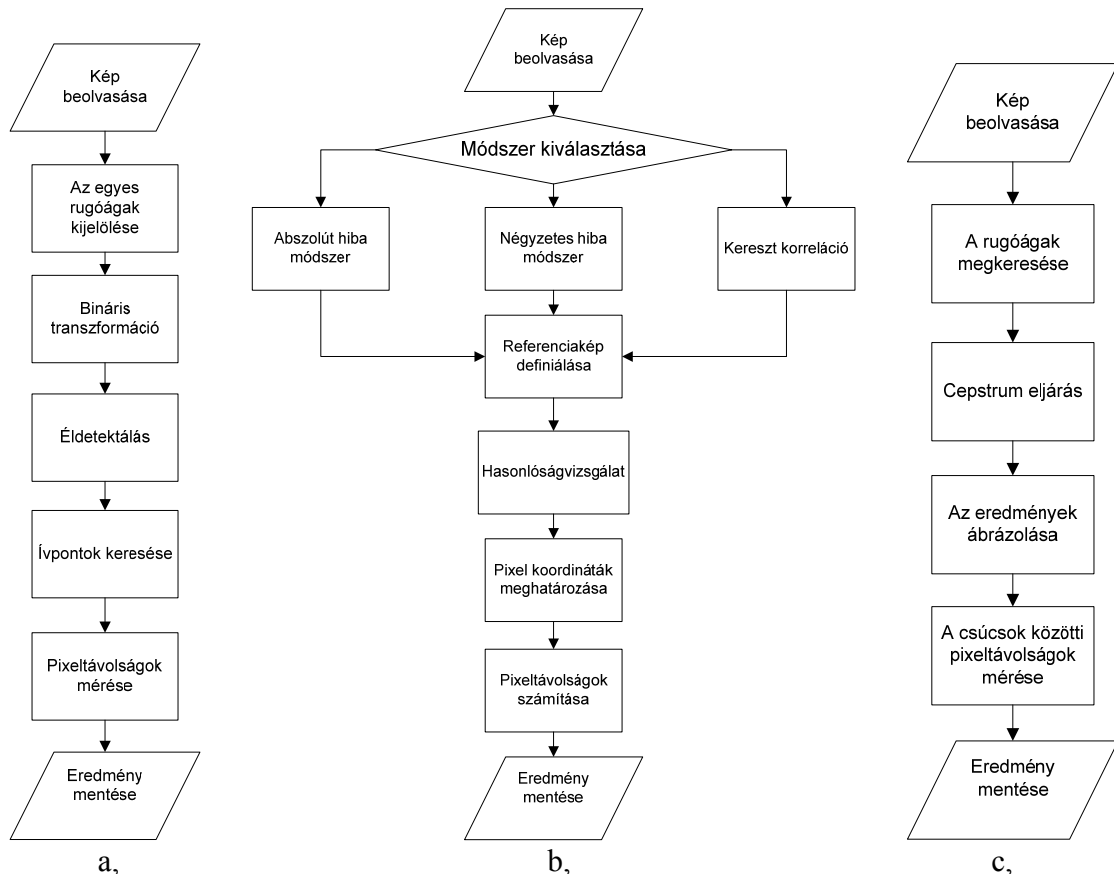 Kép
beolvasása
Az egyes
rugóágak
kijelölése
Bináris
transzformáció
Éldetektálás
Ívpontok keresése
Pixeltávolságok
mérése
Eredmény
mentése
a,
Kép
beolvasása
Módszer kiválasztása
Abszolút hiba
módszer
Négyzetes hiba
módszer
Kereszt korreláció
Referenciakép
definiálása
Hasonlóságvizsgálat
Pixel koordináták
meghatározása
Pixeltávolságok
számítása
Eredmény
mentése
b,
Kép
beolvasása
A rugóágak
megkeresése
Cepstrum eljárás
Az eredmények
ábrázolása
A csúcsok közötti
pixeltávolságok
mérése
Eredmény
mentése
c,